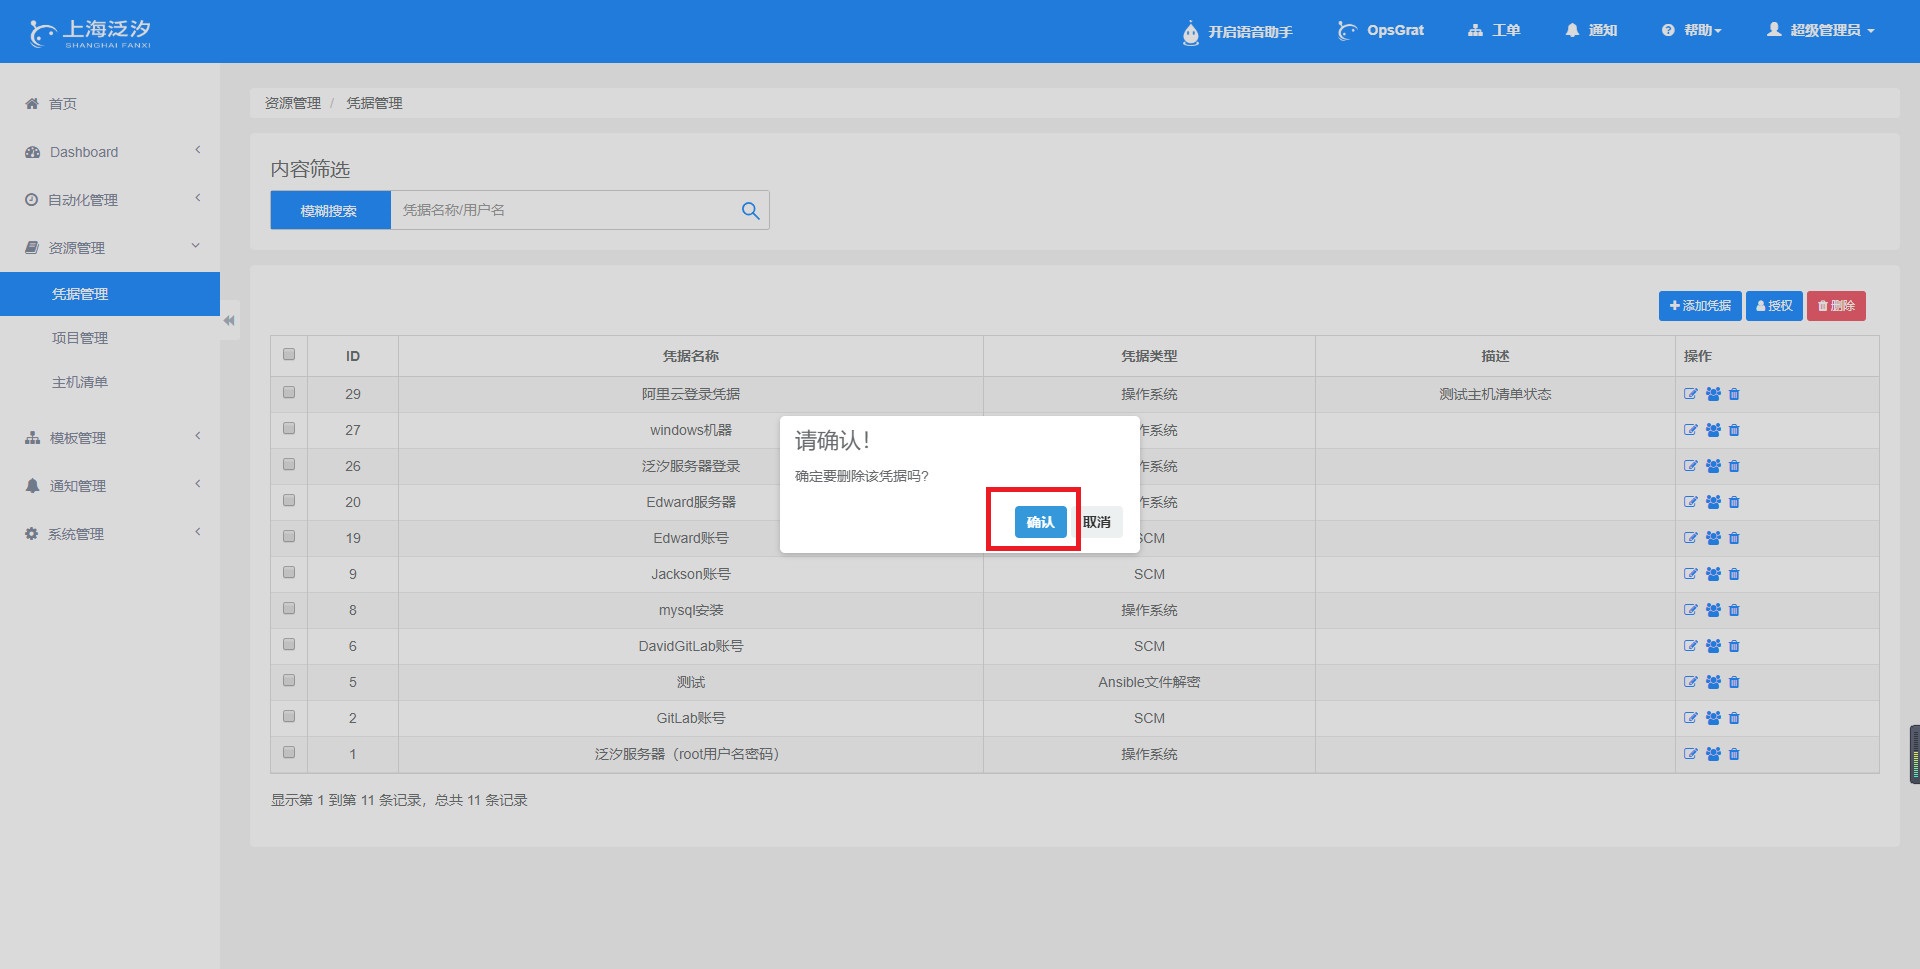 上海泛汐
SHANGHAI FANXI
开启语音助手
OpsGrat
工单
通知
帮助
超级管理员
首页
Dashboard
自动化管理
资源管理
凭据管理
项目管理
主机清单
模板管理
通知管理
系统管理
资源管理 / 凭据管理
内容筛选
模糊搜索 凭据名称/用户名
添加凭据 授权 删除
ID 凭据名称 凭据类型 描述 操作
29 阿里云登录凭据 操作系统 测试主机清单状态
27 windows机器 作系统
26 泛汐服务器登录 作系统
20 Edward服务器 作系统
19 Edward账号 SCM
9 Jackson账号 SCM
8 mysql安装 操作系统
6 DavidGitLab账号 SCM
5 测试 Ansible文件解密
2 GitLab账号 SCM
1 泛汐服务器（root用户名密码） 操作系统
显示第 1 到第 11 条记录，总共 11 条记录
请确认！
确定要删除该凭据吗?
确认 取消